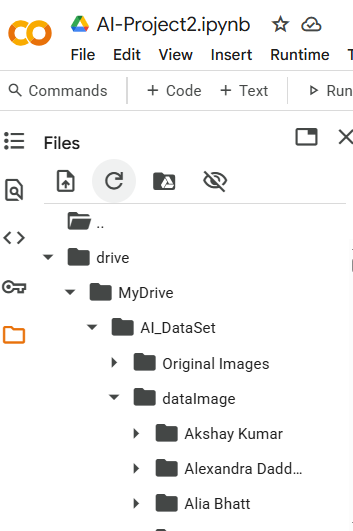 AI-Project2.ipynb
File Edit View Insert Runtime
Commands + Code + Text Run
Files
..
drive
MyDrive
AI_DataSet
Original Images
dataImage
Akshay Kumar
Alexandra Dadd...
Alia Bhatt